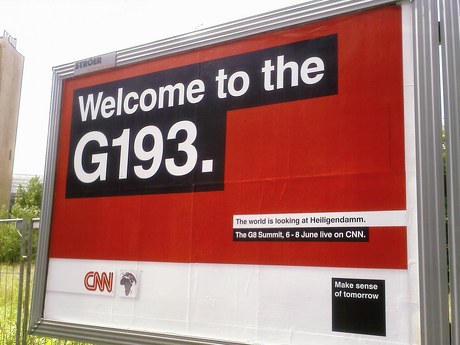 STRÖER
Welcome to the
G193.
The world is looking at Heiligendamm.
The G8 Summit, 6 - 8 June live on CNN.
CNN
Make sense
of tomorrow